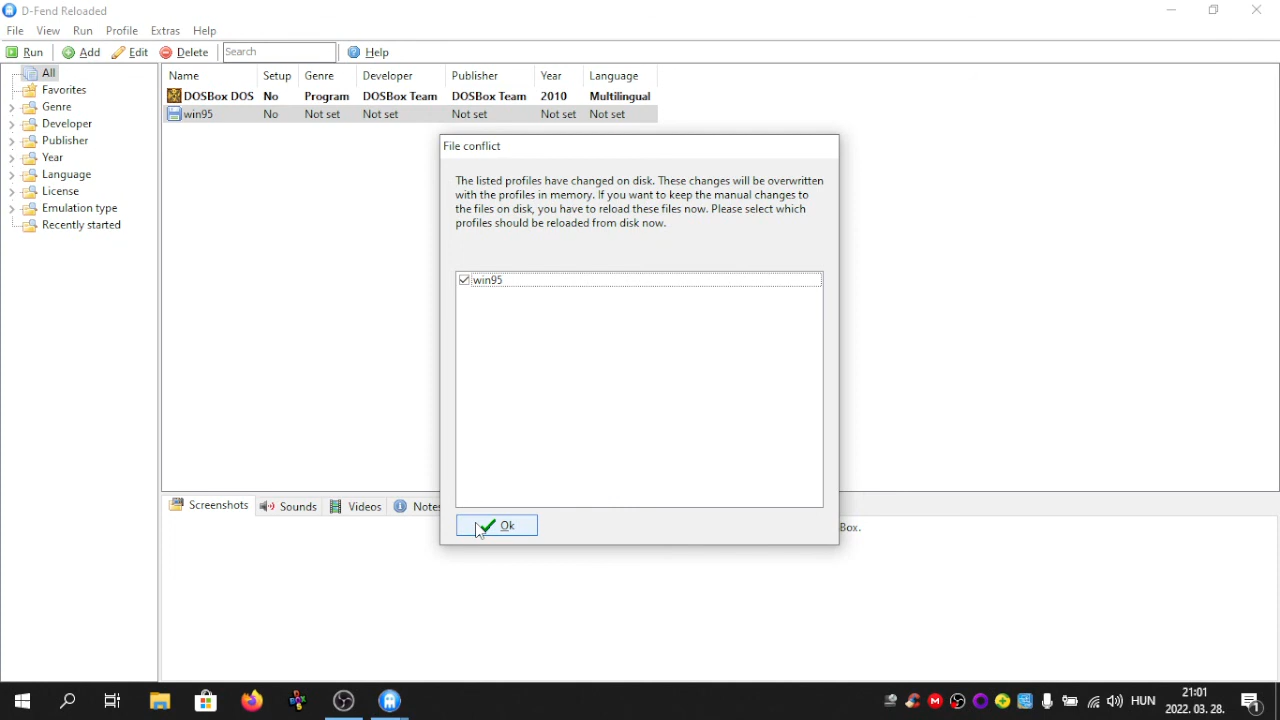 D-Fend Reloaded
File View Run Profile Extras Help
Run Add Edit Delete Search Help
All
Favorites
Genre
Developer
Publisher
Year
Language
License
Emulation type
Recently started
Name Setup Genre Developer Publisher Year Language
DOSBox DOS No Program DOSBox Team DOSBox Team 2010 Multilingual
win95 No Not set Not set Not set Not set Not set
File conflict
The listed profiles have changed on disk. These changes will be overwritten
with the profiles in memory. If you want to keep the manual changes to
the files on disk, you have to reload these files now. Please select which
profiles should be reloaded from disk now.
win95
Ok
Screenshots Sounds Videos Notes
Box.
HUN
21:01
2022. 03. 28.
1